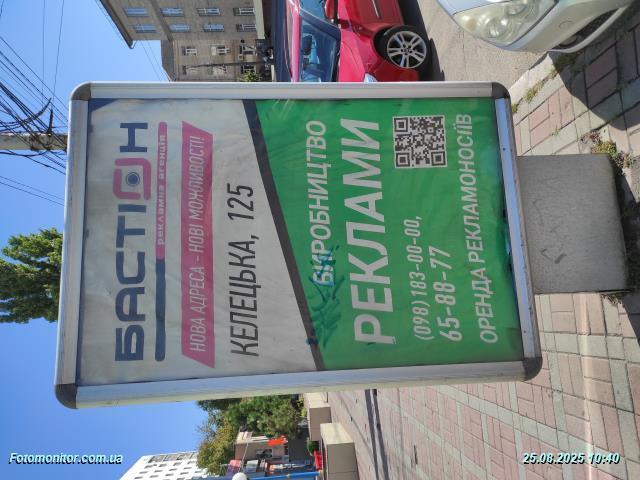 БАСТІОН
рекламна агенція
НОВА АДРЕСА - НОВІ МОЖЛИВОСТІ!
КЕЛЕЦЬКА, 125
ВИРОБНИЦТВО
РЕКЛАМИ
(098) 183-00-00,
65-88-77
ОРЕНДА РЕКЛАМОНОСІЇВ
Fotomonitor.com.ua
25.08.2025 10:40